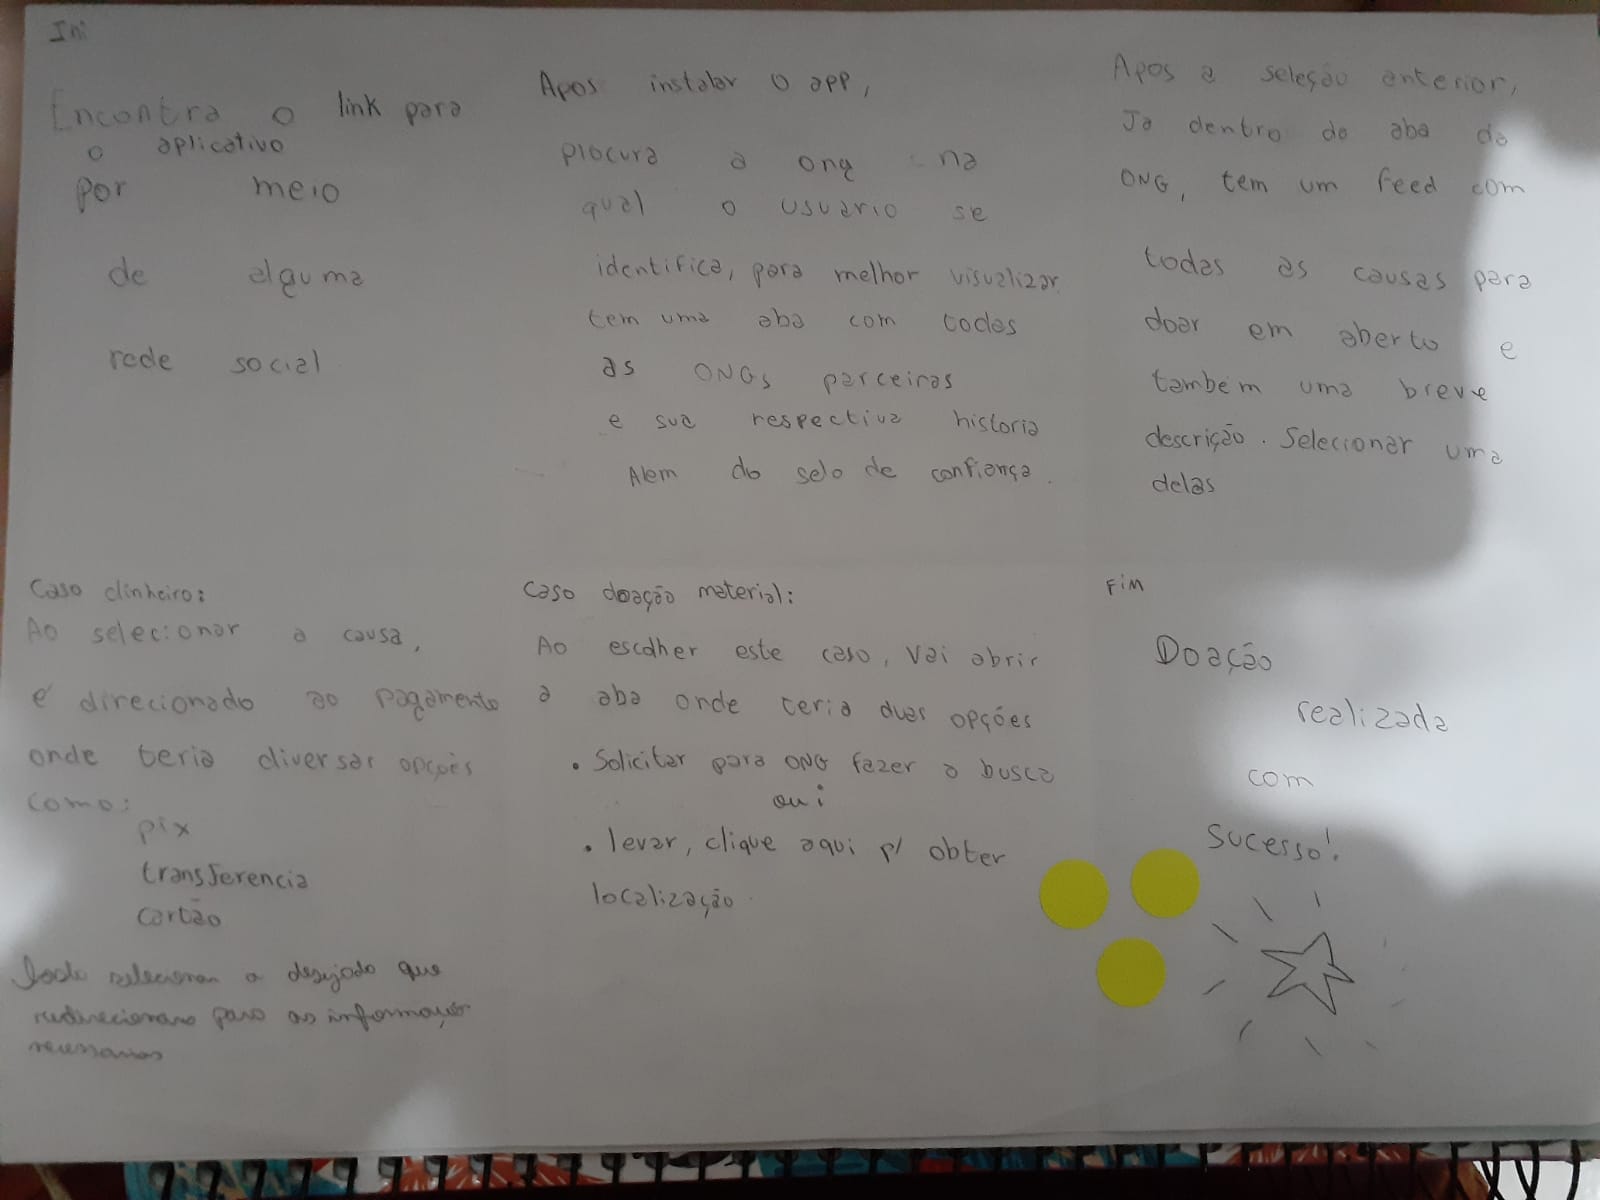 Ini
Encontra o link para
o aplicativo
por meio
de alguma
rede social
Apos instalar o app,
procura a ong na
qual o usuario se
identifica, para melhor visualizar
tem uma aba com todas
as ONGs parceiras
e sua respectiva historia
Alem do selo de confiança.
Apos a seleção anterior,
Ja dentro do aba da
ONG, tem um feed com
todas as causas para
doar em aberto e
também uma breve
descrição. Selecionar uma
delas
Caso dinheiro:
Ao selecionar a causa,
é direcionado ao pagamento
onde teria diversas opções
como:
pix
transferencia
cartão
selecionar a desejado que
para as informações
Caso doação material:
Ao escolher este caso, vai abrir
a aba onde teria duas opções
• Solicitar para ONG fazer a busca
ou:
• levar, clique aqui p/ obter
localização.
Fim
Doação
realizada
com
sucesso!